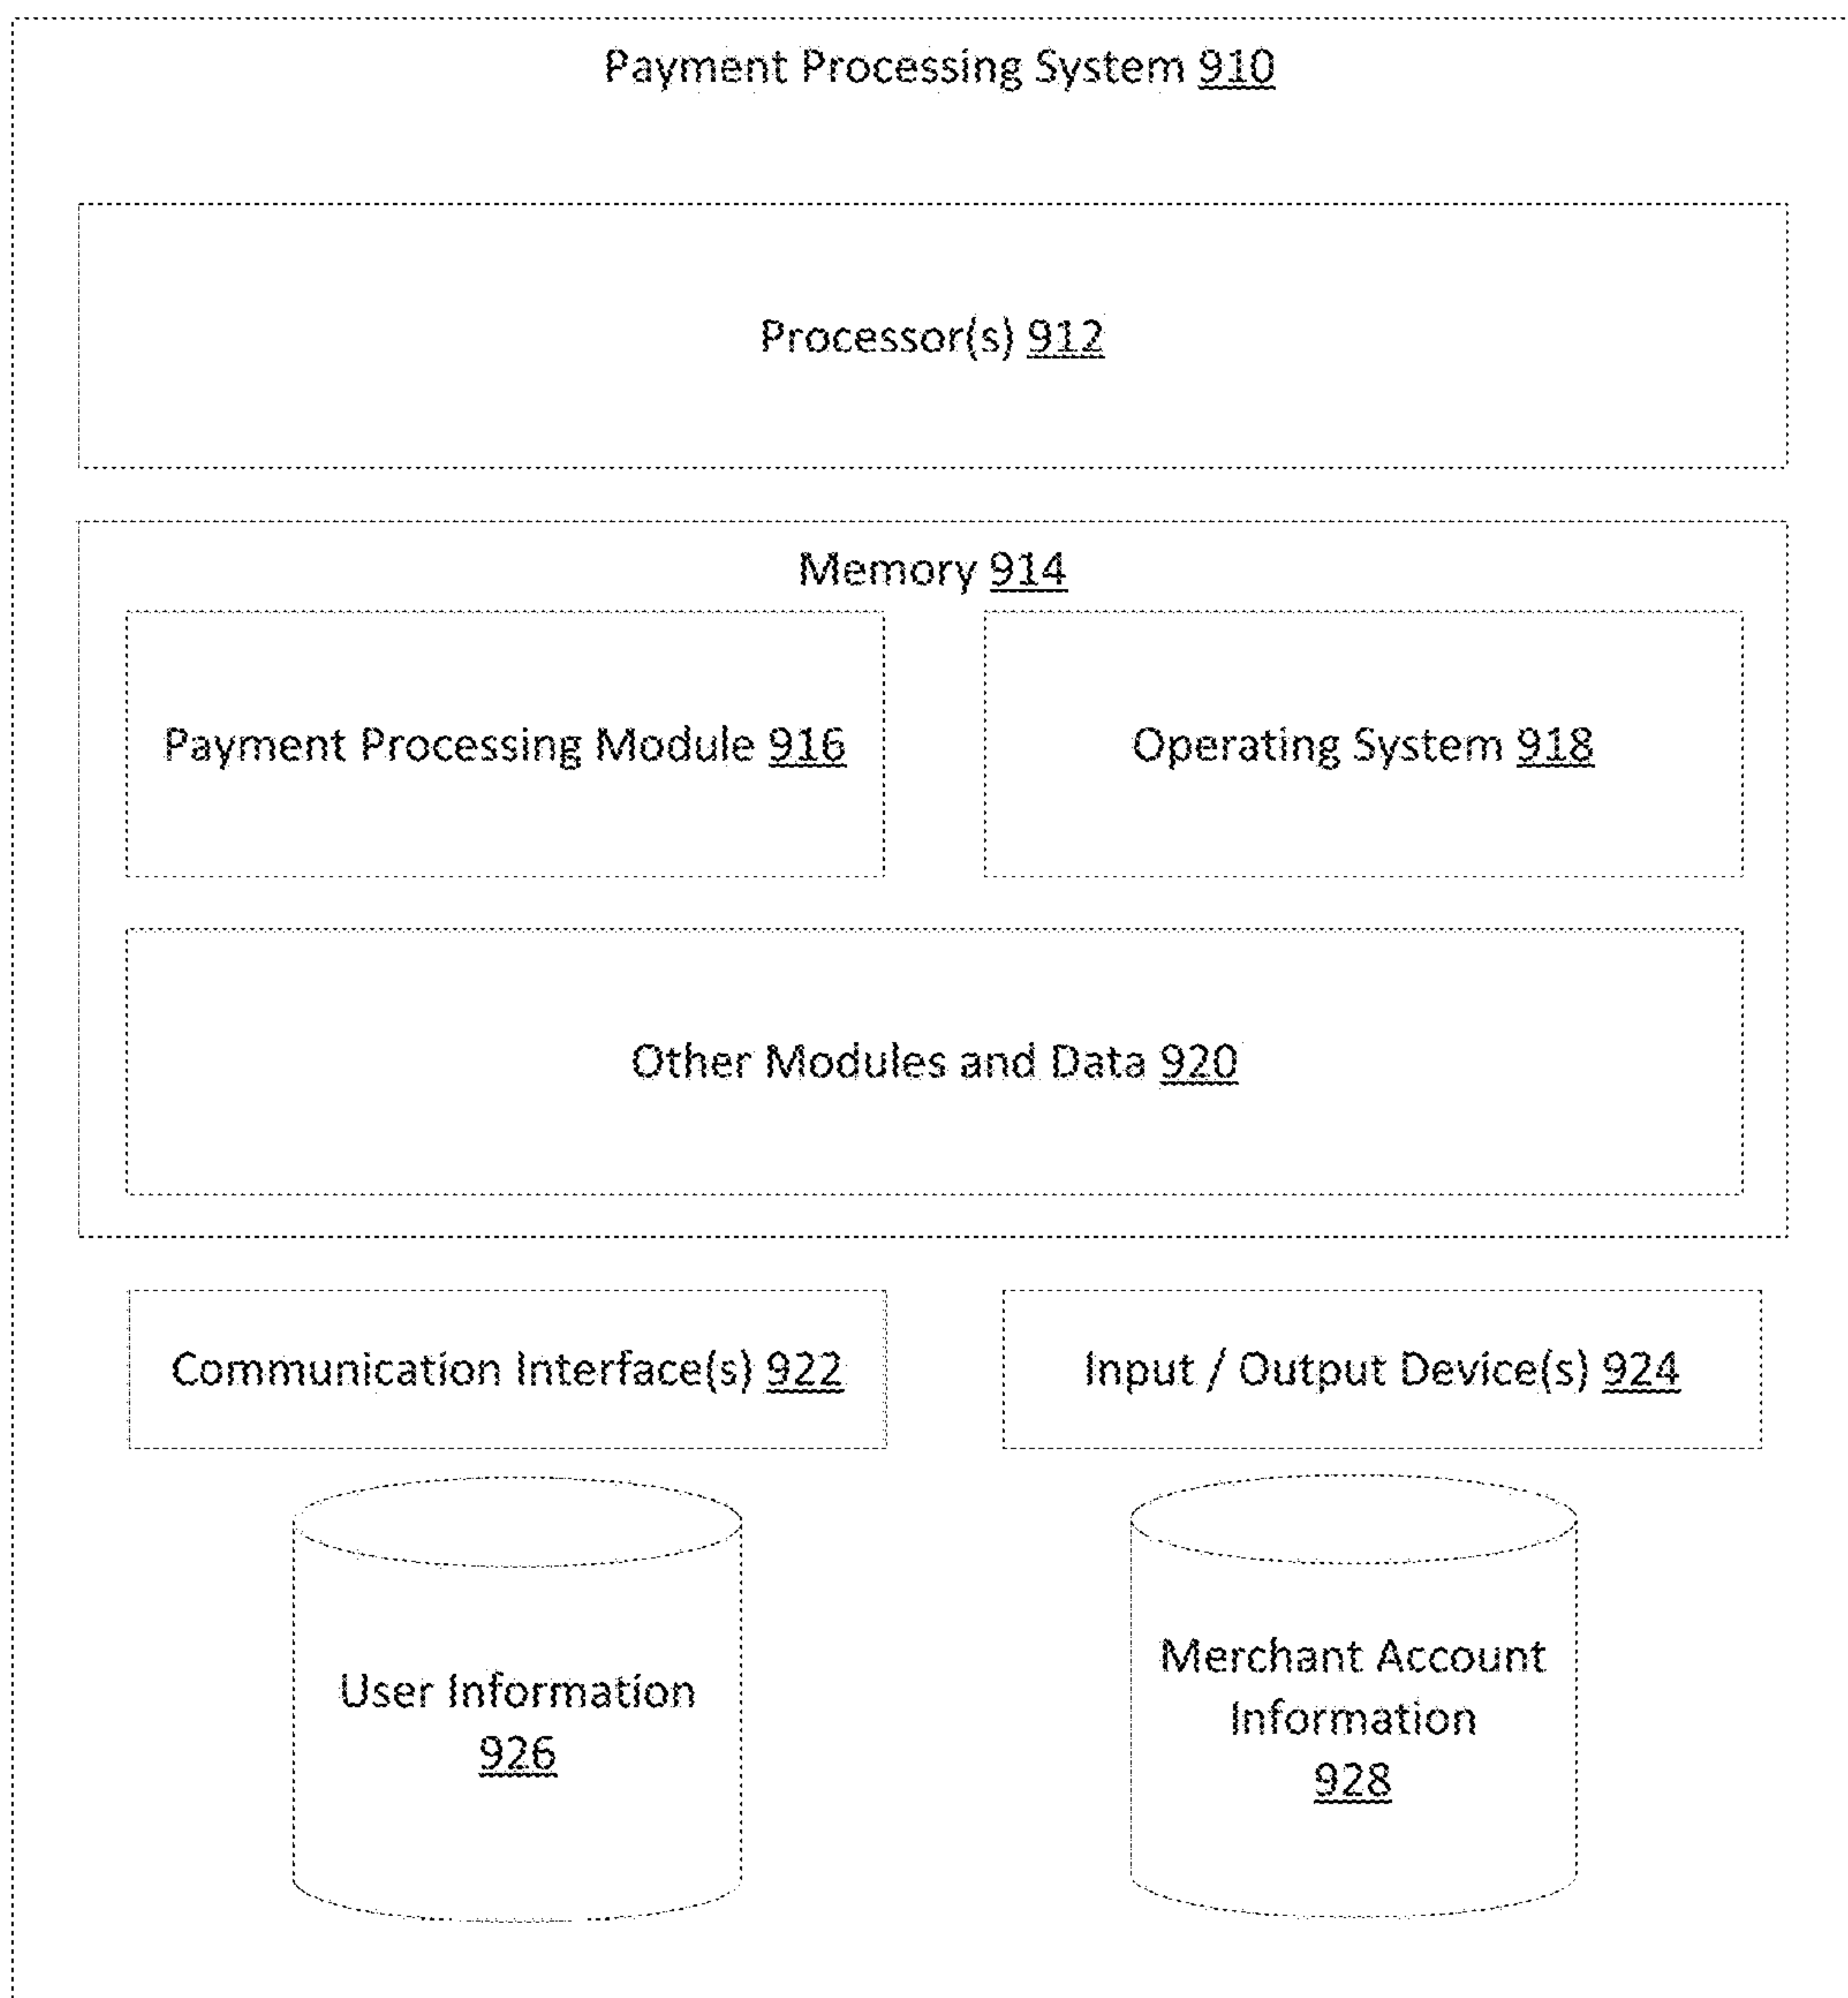 Payment Processing System 910
Processor(s) 912
Memory 914
Payment Processing Module 916
Operating System 918
Other Modules and Data 920
Communication Interface(s) 922
Input / Output Device(s) 924
User Information
926
Merchant Account
Information
928